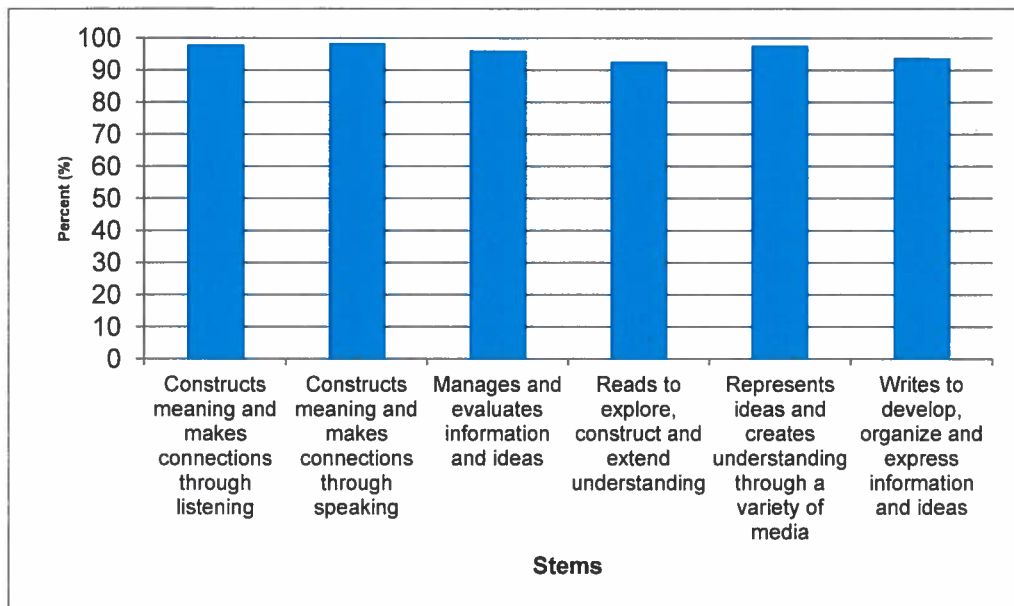 100
90
80
70
60
50
40
30
20
10
0
Percent (%)
Constructs
meaning and
makes
connections
through
listening
Constructs
meaning and
makes
connections
through
speaking
Manages and
evaluates
information
and ideas
Reads to
explore,
construct and
extend
understanding
Represents
ideas and
creates
understanding
through a
variety of
media
Writes to
develop,
organize and
express
information
and ideas
Stems